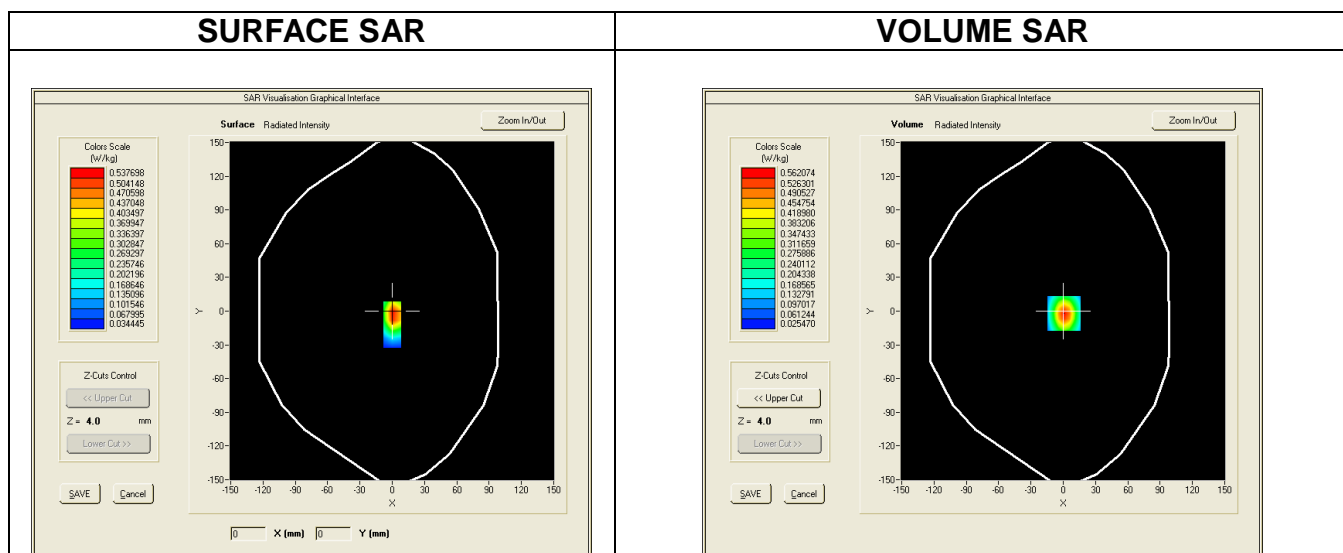 SURFACE SAR
VOLUME SAR
SAR Visualisation Graphical Interface
Surface Radiated Intensity
Zoom In/Out
Colors Scale
(W/kg)
0.537698
0.504148
0.470598
0.437048
0.403497
0.369947
0.336397
0.302847
0.269297
0.235746
0.202196
0.168646
0.135096
0.101546
0.067995
0.034445
Z-Cuts Control
<< Upper Cut
Z = 4.0 mm
Lower Cut >>
SAVE Cancel
150
120
90
60
30
0
-30
-60
-90
-120
-150
Y
-150 -120 -90 -60 -30 0 30 60 90 120 150
X
0 X (mm) 0 Y (mm)
SAR Visualisation Graphical Interface
Volume Radiated Intensity
Zoom In/Out
Colors Scale
(W/kg)
0.562074
0.526301
0.490527
0.454754
0.418980
0.383206
0.347433
0.311659
0.275886
0.240112
0.204338
0.168565
0.132791
0.097017
0.061244
0.025470
Z-Cuts Control
<< Upper Cut
Z = 4.0 mm
Lower Cut >>
SAVE Cancel
150
120
90
60
30
0
-30
-60
-90
-120
-150
Y
-150 -120 -90 -60 -30 0 30 60 90 120 150
X